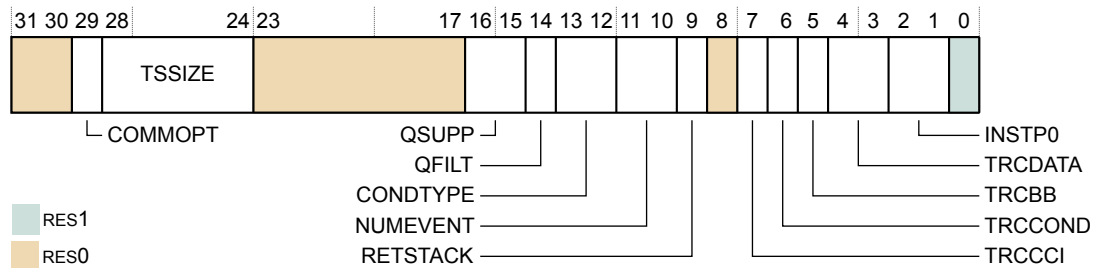 31 30 29 28 24 23 17 16 15 14 13 12 11 10 9 8 7 6 5 4 3 2 1 0
TSSIZE
COMMOPT QSUPP INSTP0
QFILT TRCDATA
CONDTYPE TRCBB
NUMEVENT TRCCOND
RETSTACK TRCCCI
RES1
RES0